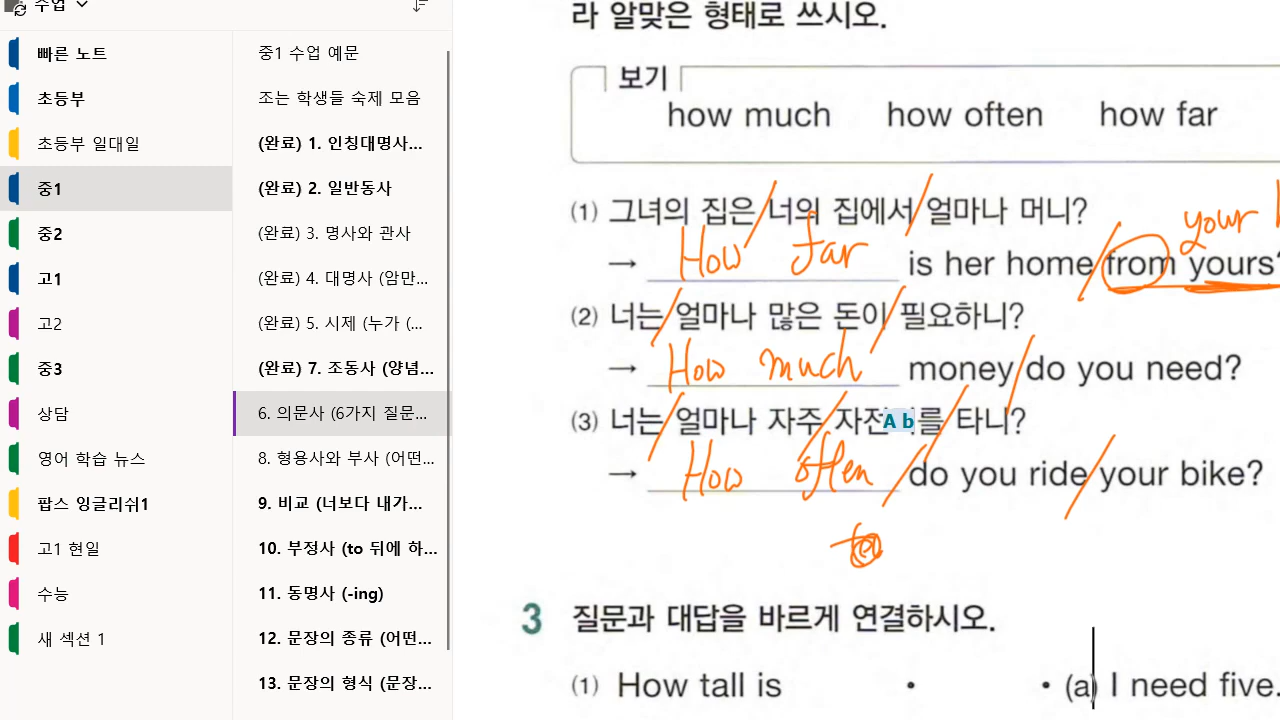 수업
빠른 노트
초등부
초등부 일대일
중1
중2
고1
고2
중3
상담
영어 학습 뉴스
팝스 잉글리쉬1
고1 현일
수능
새 섹션 1
중1 수업 예문
조는 학생들 숙제 모음
(완료) 1. 인칭대명사...
(완료) 2. 일반동사
(완료) 3. 명사와 관사
(완료) 4. 대명사 (암만...
(완료) 5. 시제 (누가 (...
(완료) 7. 조동사 (양념...
6. 의문사 (6가지 질문...
8. 형용사와 부사 (어떤...
9. 비교 (너보다 내가...
10. 부정사 (to 뒤에 하...
11. 동명사 (-ing)
12. 문장의 종류 (어떤...
13. 문장의 형식 (문장...
라 알맞은 형태로 쓰시오.
보기
how much how often how far
(1) 그녀의 집은/너의 집에서/얼마나 머니?
your
→ How far is her home/from yours?
(2) 너는/얼마나 많은 돈이/필요하니?
→ How much money/do you need?
(3) 너는/얼마나 자주/자전 를/타니?
A b
→ How often/do you ride/your bike?
3 질문과 대답을 바르게 연결하시오.
(1) How tall is • • (a) I need five.